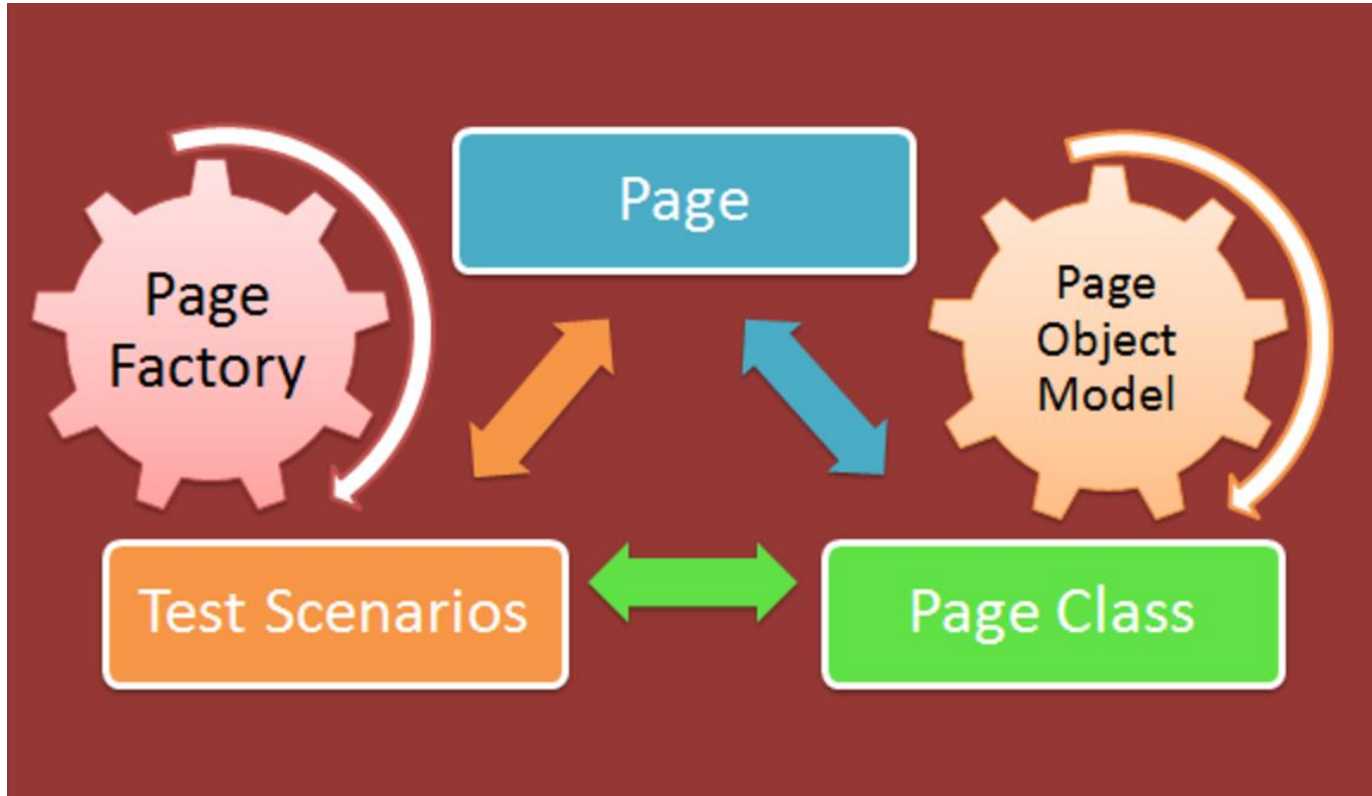 Page
Page
Factory
Page
Object
Model
Test Scenarios
Page Class